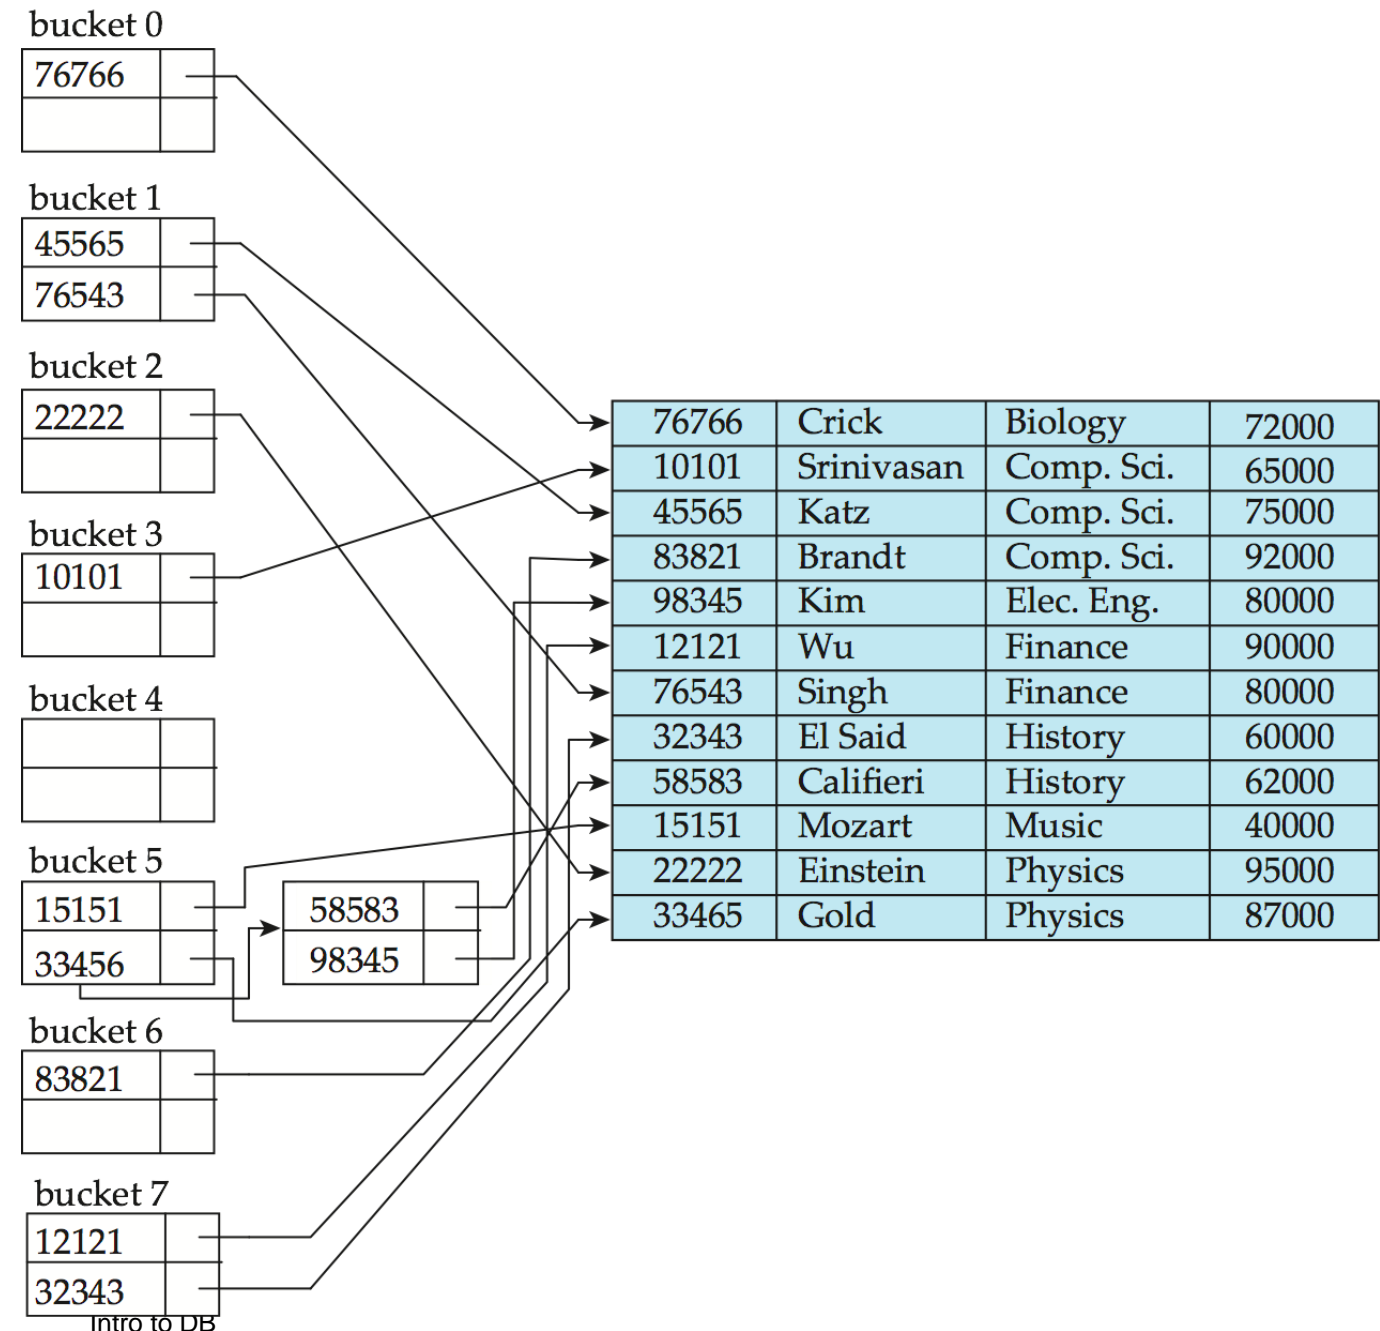 bucket 0
76766
bucket 1
45565
76543
bucket 2
22222
bucket 3
10101
bucket 4
bucket 5
15151
33456
58583
98345
bucket 6
83821
bucket 7
12121
32343
76766 Crick Biology 72000
10101 Srinivasan Comp. Sci. 65000
45565 Katz Comp. Sci. 75000
83821 Brandt Comp. Sci. 92000
98345 Kim Elec. Eng. 80000
12121 Wu Finance 90000
76543 Singh Finance 80000
32343 El Said History 60000
58583 Califieri History 62000
15151 Mozart Music 40000
22222 Einstein Physics 95000
33465 Gold Physics 87000
Intro to DB